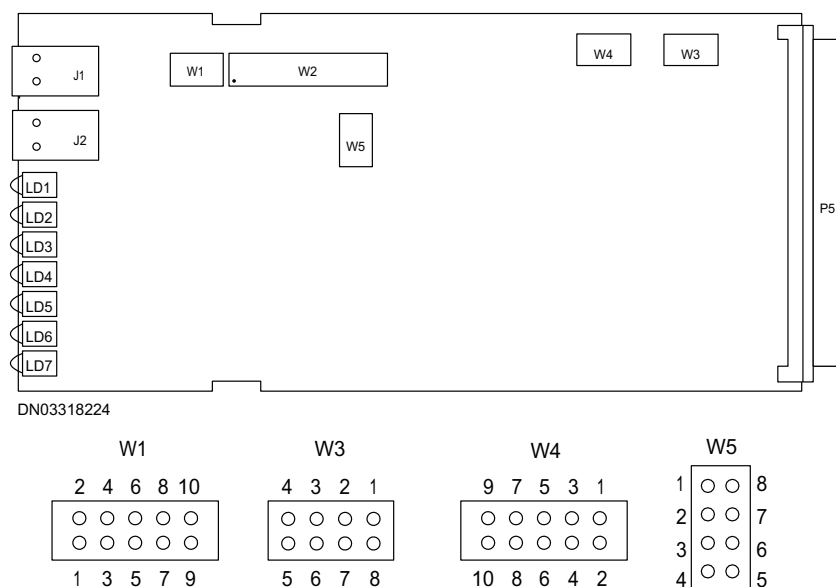 W4 W3
J1 W1 W2
J2 W5
LD1
LD2 P5
LD3
LD4
LD5
LD6
LD7
DN03318224
W1 W3 W4 W5
2 4 6 8 10 4 3 2 1 9 7 5 3 1 1 8
2 7
3 6
1 3 5 7 9 5 6 7 8 10 8 6 4 2 4 5